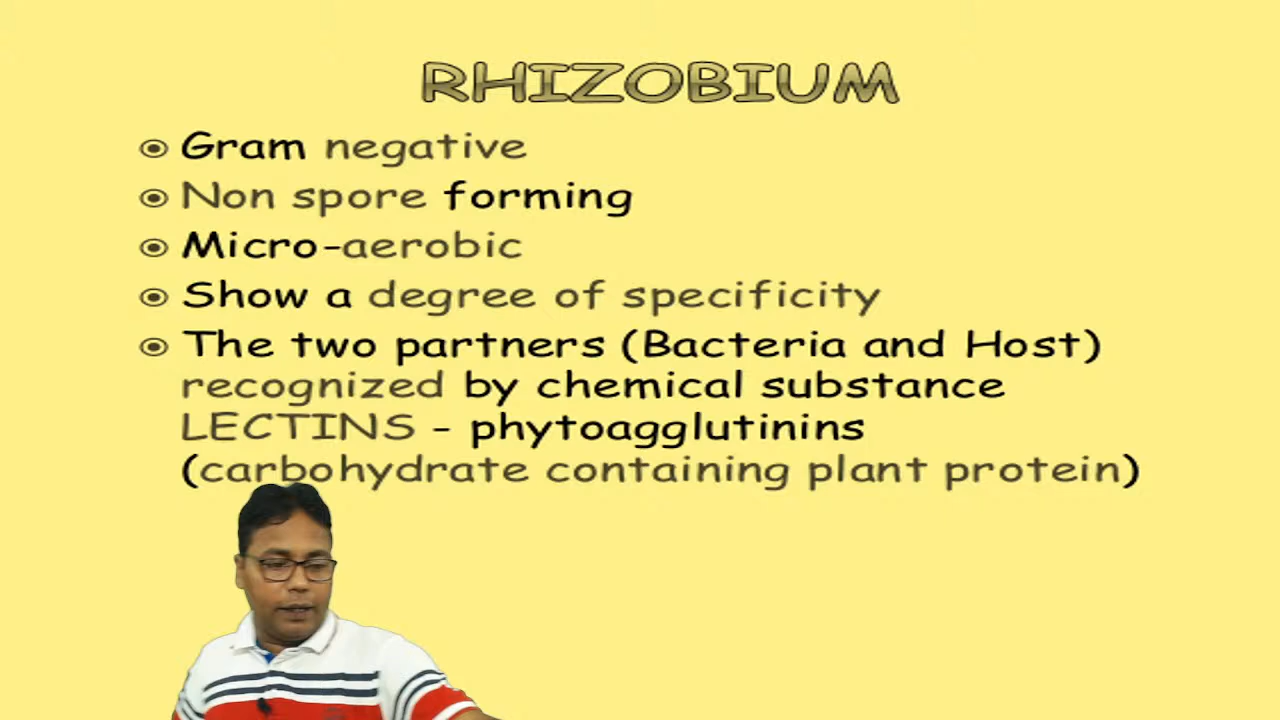 RHIZOBIUM
Gram negative
Non spore forming
Micro-aerobic
Show a degree of specificity
The two partners (Bacteria and Host)
recognized by chemical substance
LECTINS - phytoagglutinins
(carbohydrate containing plant protein)